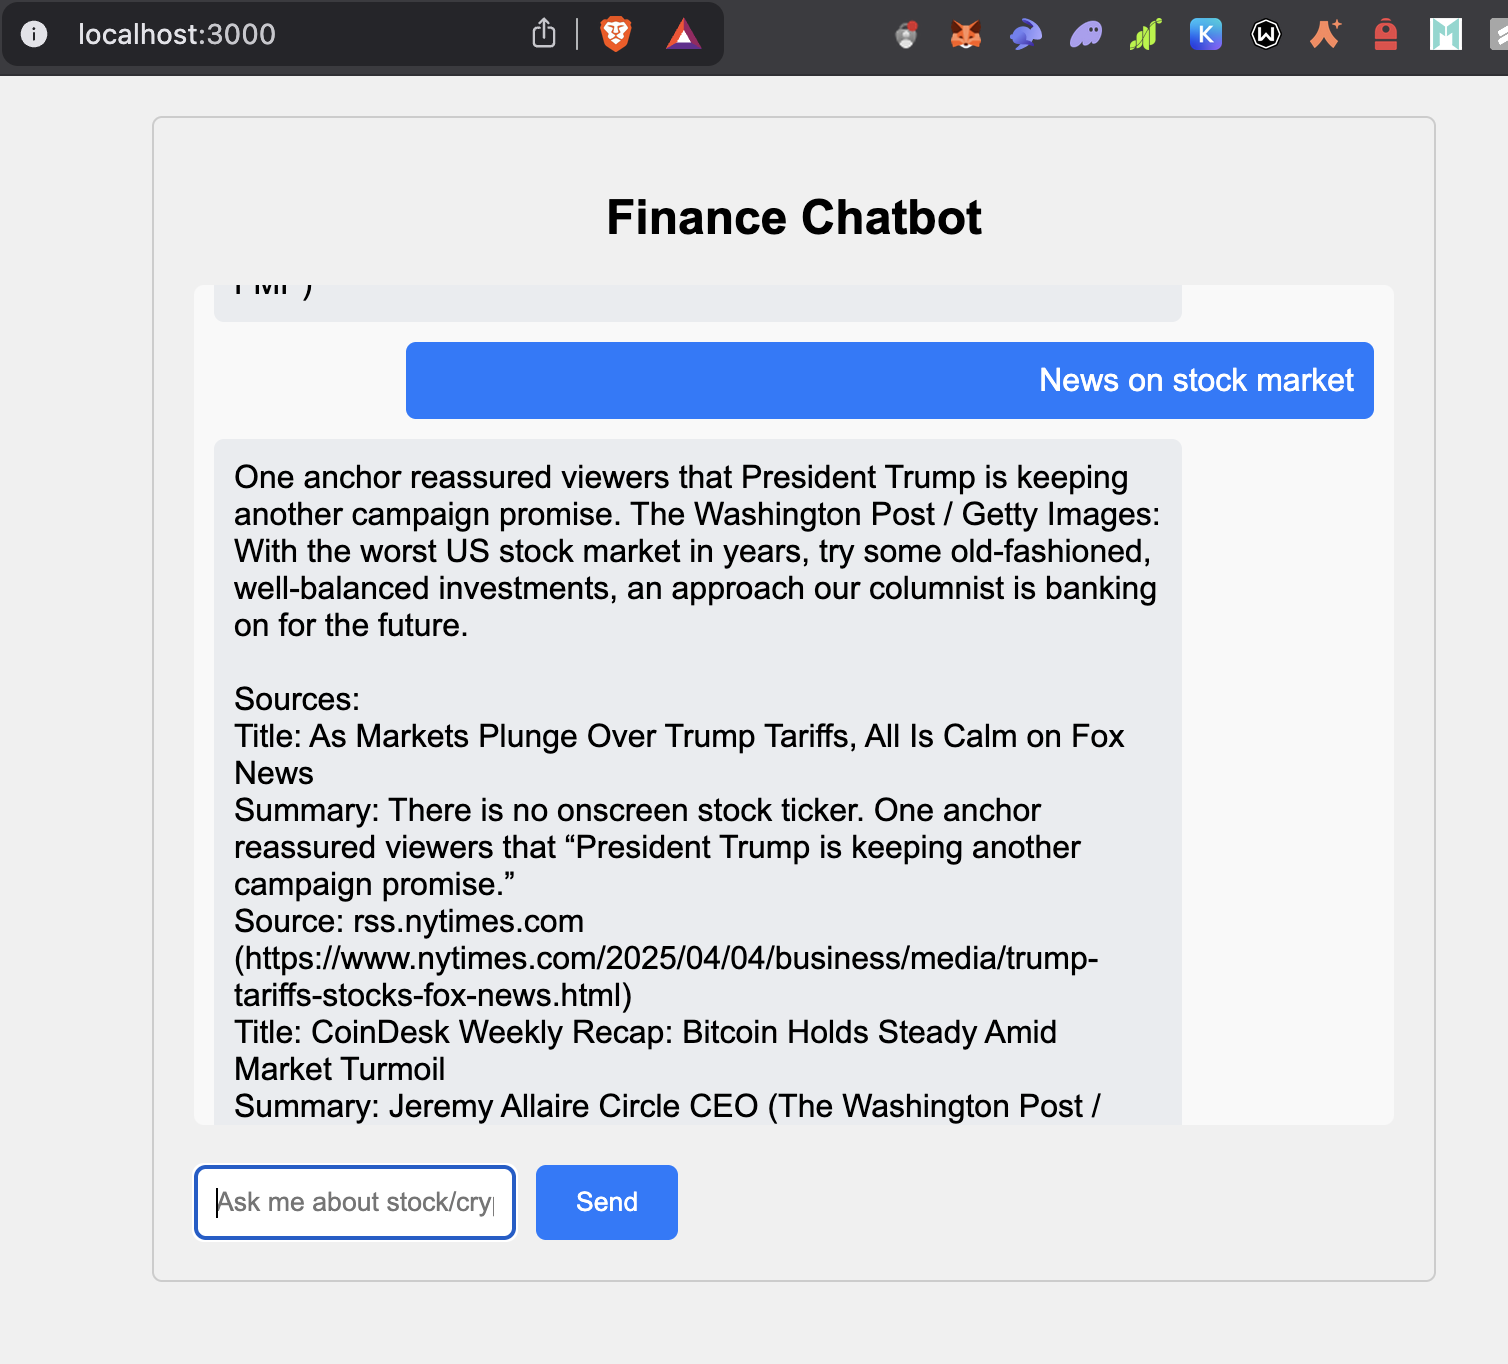 localhost:3000
K
W
M
Finance Chatbot
News on stock market
One anchor reassured viewers that President Trump is keeping
another campaign promise. The Washington Post / Getty Images:
With the worst US stock market in years, try some old-fashioned,
well-balanced investments, an approach our columnist is banking
on for the future.
Sources:
Title: As Markets Plunge Over Trump Tariffs, All Is Calm on Fox
News
Summary: There is no onscreen stock ticker. One anchor
reassured viewers that “President Trump is keeping another
campaign promise.”
Source: rss.nytimes.com
(https://www.nytimes.com/2025/04/04/business/media/trump-
tariffs-stocks-fox-news.html)
Title: CoinDesk Weekly Recap: Bitcoin Holds Steady Amid
Market Turmoil
Summary: Jeremy Allaire Circle CEO (The Washington Post /
Ask me about stock/cry
Send